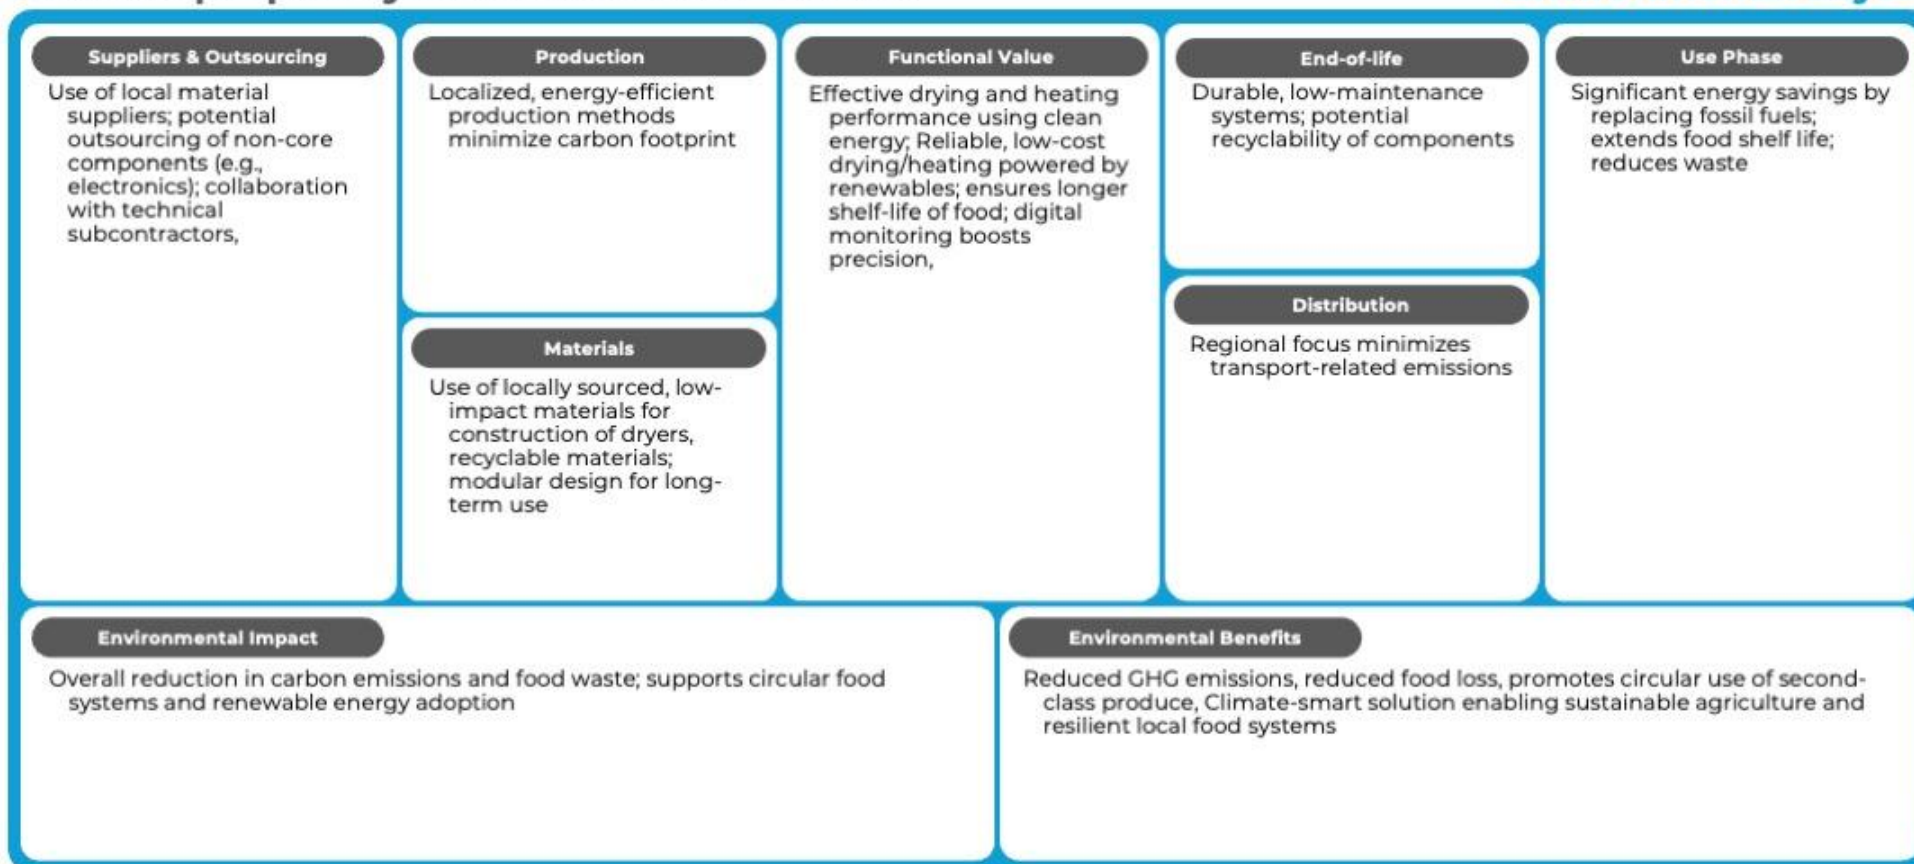 Suppliers & Outsourcing
Use of local material
suppliers; potential
outsourcing of non-core
components (e.g.,
electronics); collaboration
with technical
subcontractors,
Production
Localized, energy-efficient
production methods
minimize carbon footprint
Materials
Use of locally sourced, low-
impact materials for
construction of dryers,
recyclable materials;
modular design for long-
term use
Functional Value
Effective drying and heating
performance using clean
energy; Reliable, low-cost
drying/heating powered by
renewables; ensures longer
shelf-life of food; digital
monitoring boosts
precision,
End-of-life
Durable, low-maintenance
systems; potential
recyclability of components
Distribution
Regional focus minimizes
transport-related emissions
Use Phase
Significant energy savings by
replacing fossil fuels;
extends food shelf life;
reduces waste
Environmental Impact
Overall reduction in carbon emissions and food waste; supports circular food
systems and renewable energy adoption
Environmental Benefits
Reduced GHG emissions, reduced food loss, promotes circular use of second-
class produce, Climate-smart solution enabling sustainable agriculture and
resilient local food systems